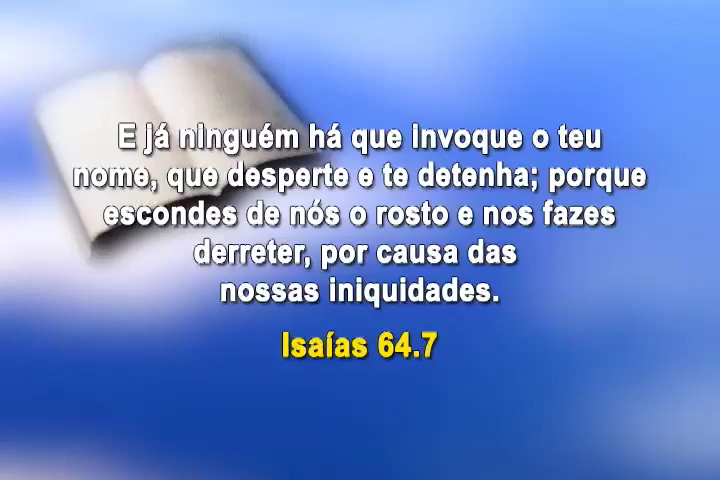 E já ninguém há que invoque o teu
nome, que desperte e te detenha; porque
escondes de nós o rosto e nos fazes
derreter, por causa das
nossas iniquidades.
Isaías 64.7